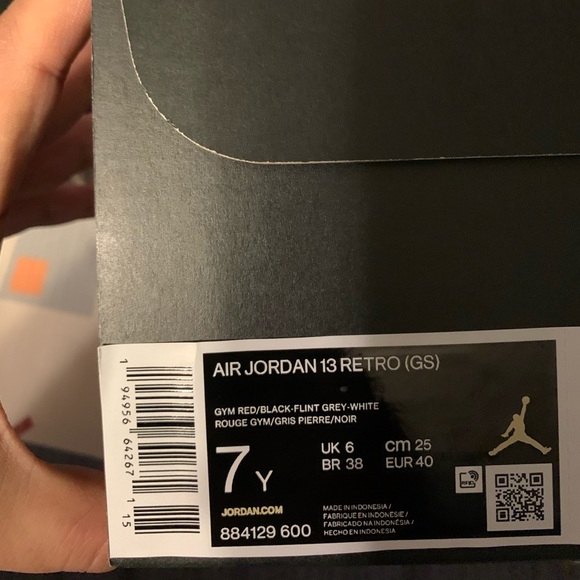 AIR JORDAN 13 RETRO (GS)
GYM RED/BLACK-FLINT GREY-WHITE
ROUGE GYM/GRIS PIERRE/NOIR
7 Y
UK 6 cm 25
BR 38 EUR 40
JORDAN.COM
884129 600
MADE IN INDONESIA /
FABRIQUE EN INDONESIE /
FABRICADO NA INDONÉSIA /
HECHO EN INDONESIA
1 94956 64267 1 15